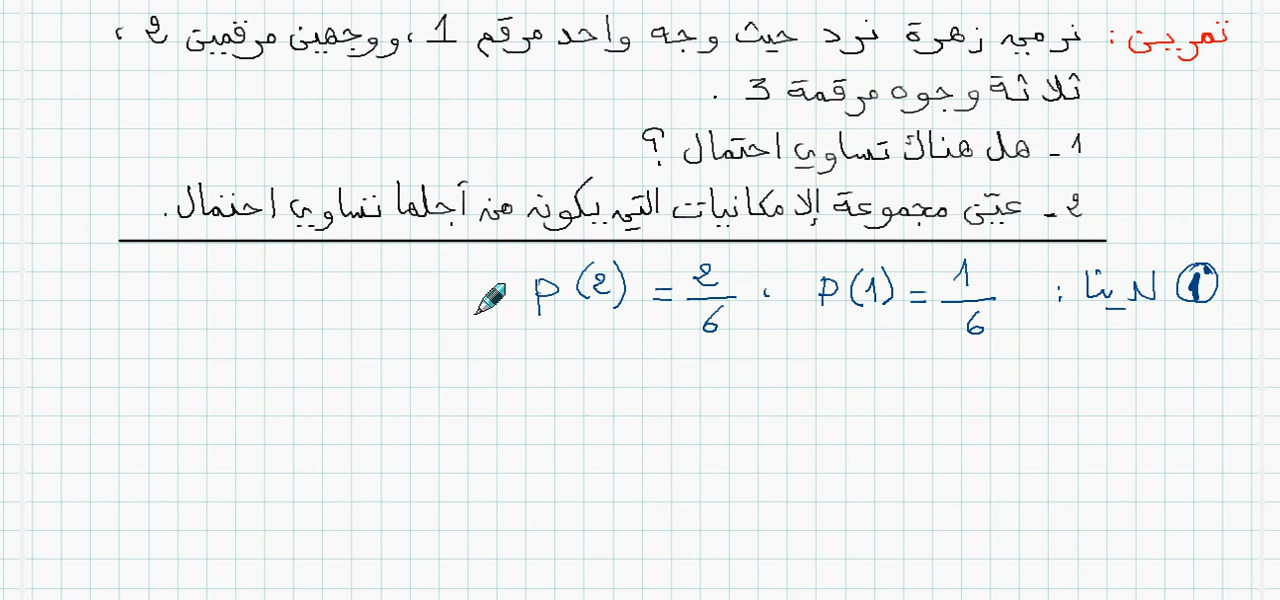 تمرين : نرمي زهرة نرد حيث وجه واحد مرقم 1 ، ووجهين مرقمين 2 ،
ثلاثة وجوه مرقمة 3 .
1 - هل هناك تساوي احتمال ؟
2 - عيّن مجموعة الإمكانيات التي يكون من أجلها تساوي احتمال .
① لدينا : P(1) = 1/6 ، P(2) = 2/6